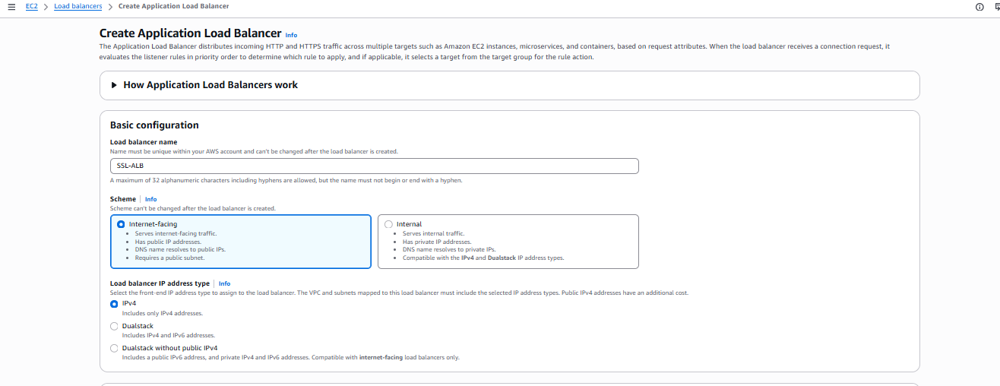 EC2 > Load balancers > Create Application Load Balancer
Create Application Load Balancer Info
The Application Load Balancer distributes incoming HTTP and HTTPS traffic across multiple targets such as Amazon EC2 instances, microservices, and containers, based on request attributes. When the load balancer receives a connection request, it
evaluates the listener rules in priority order to determine which rule to apply, and if applicable, it selects a target from the target group for the rule action.
How Application Load Balancers work
Basic configuration
Load balancer name
Name must be unique within your AWS account and can't be changed after the load balancer is created.
SSL-ALB
A maximum of 32 alphanumeric characters including hyphens are allowed, but the name must not begin or end with a hyphen.
Scheme | Info
Scheme can't be changed after the load balancer is created.
Internet-facing
• Serves internet-facing traffic.
• Has public IP addresses.
• DNS name resolves to public IPs.
• Requires a public subnet.
Internal
• Serves internal traffic.
• Has private IP addresses.
• DNS name resolves to private IPs.
• Compatible with the IPv4 and Dualstack IP address types.
Load balancer IP address type | Info
Select the front-end IP address type to assign to the load balancer. The VPC and subnets mapped to this load balancer must include the selected IP address types. Public IPv4 addresses have an additional cost.
IPv4
Includes only IPv4 addresses.
Dualstack
Includes IPv4 and IPv6 addresses.
Dualstack without public IPv4
Includes a public IPv6 address, and private IPv4 and IPv6 addresses. Compatible with internet-facing load balancers only.